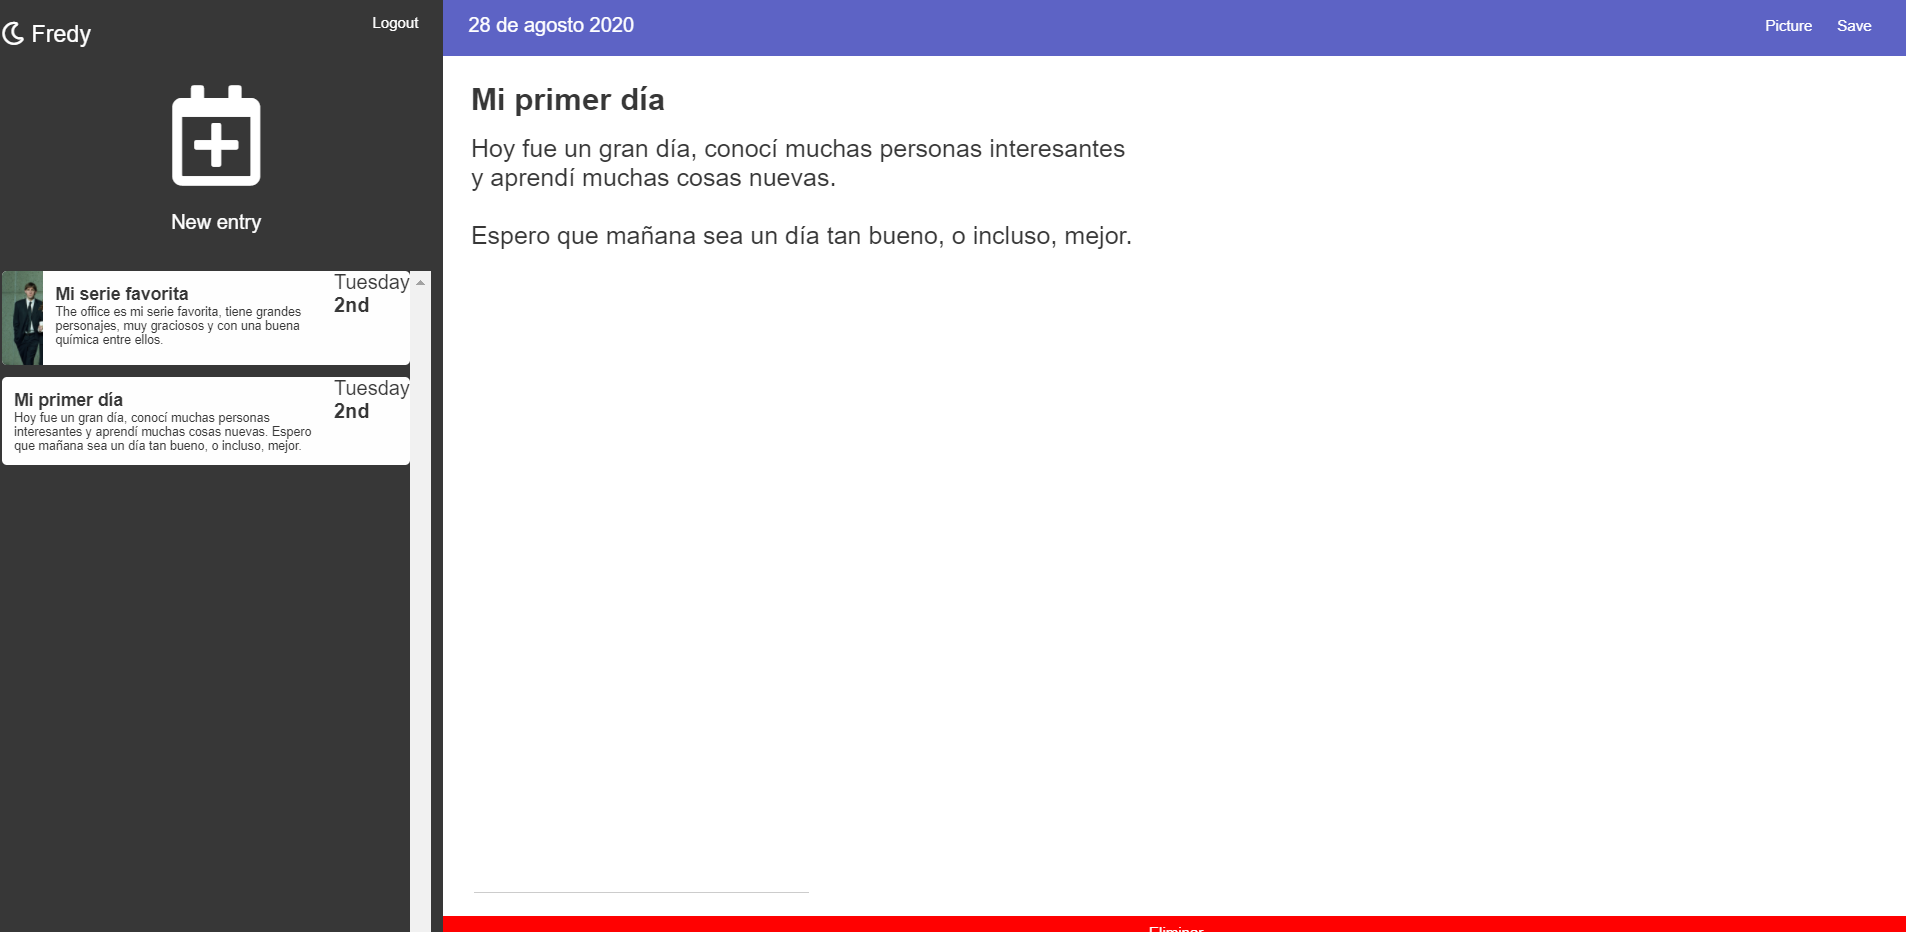 Fredy
Logout
New entry
Mi serie favorita
The office es mi serie favorita, tiene grandes
personajes, muy graciosos y con una buena
química entre ellos.
Tuesday
2nd
Mi primer día
Hoy fue un gran día, conocí muchas personas
interesantes y aprendí muchas cosas nuevas. Espero
que mañana sea un día tan bueno, o incluso, mejor.
Tuesday
2nd
28 de agosto 2020
Picture
Save
Mi primer día
Hoy fue un gran día, conocí muchas personas interesantes
y aprendí muchas cosas nuevas.
Espero que mañana sea un día tan bueno, o incluso, mejor.
Eliminar